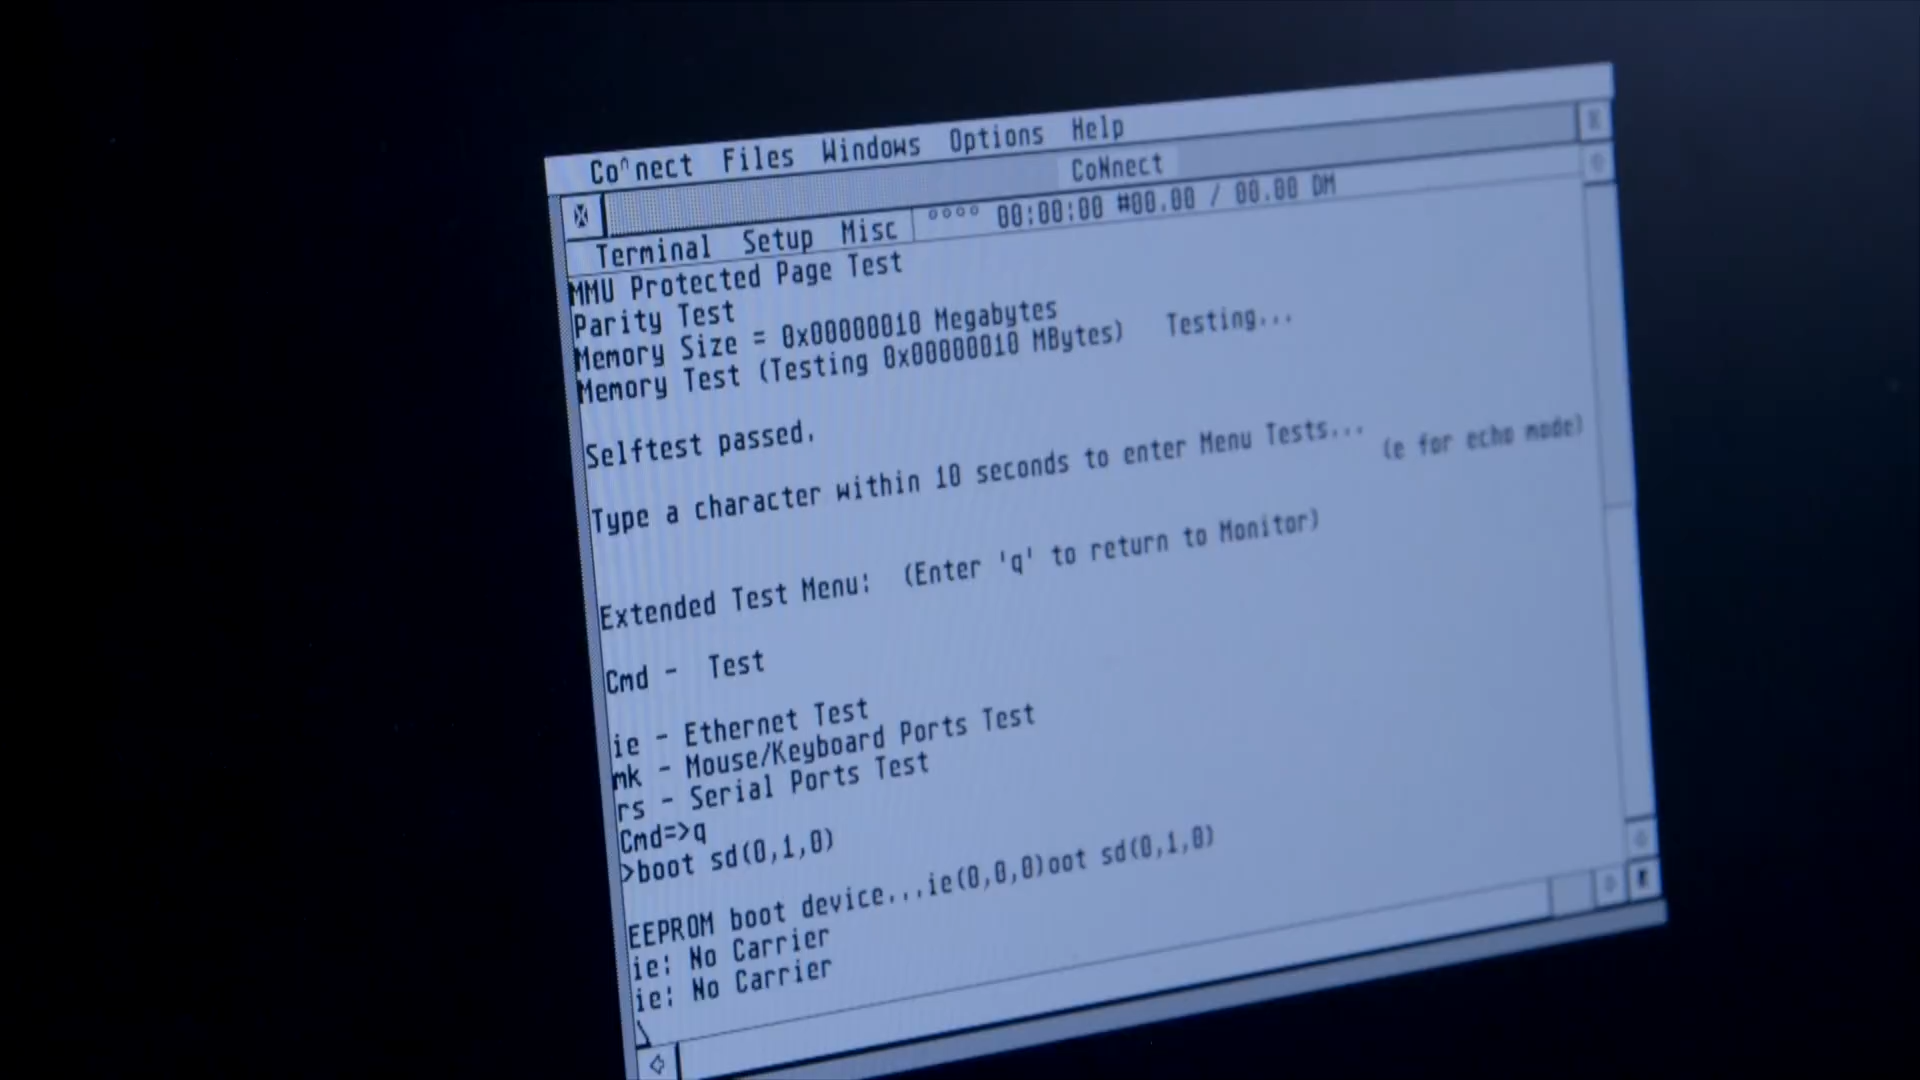 Co^nnect Files Windows Options Help
CoNnect
Terminal Setup Misc °°°° 00:00:00 #00.00 / 00.00 DM
MMU Protected Page Test
Parity Test
Memory Size = 0x00000010 Megabytes
Memory Test (Testing 0x00000010 MBytes) Testing...
Selftest passed.
Type a character within 10 seconds to enter Menu Tests... (e for echo mode)
Extended Test Menu: (Enter 'q' to return to Monitor)
Cmd - Test
ie - Ethernet Test
mk - Mouse/Keyboard Ports Test
rs - Serial Ports Test
Cmd=>q
>boot sd(0,1,0)
EEPROM boot device...ie(0,0,0)oot sd(0,1,0)
ie: No Carrier
ie: No Carrier
\